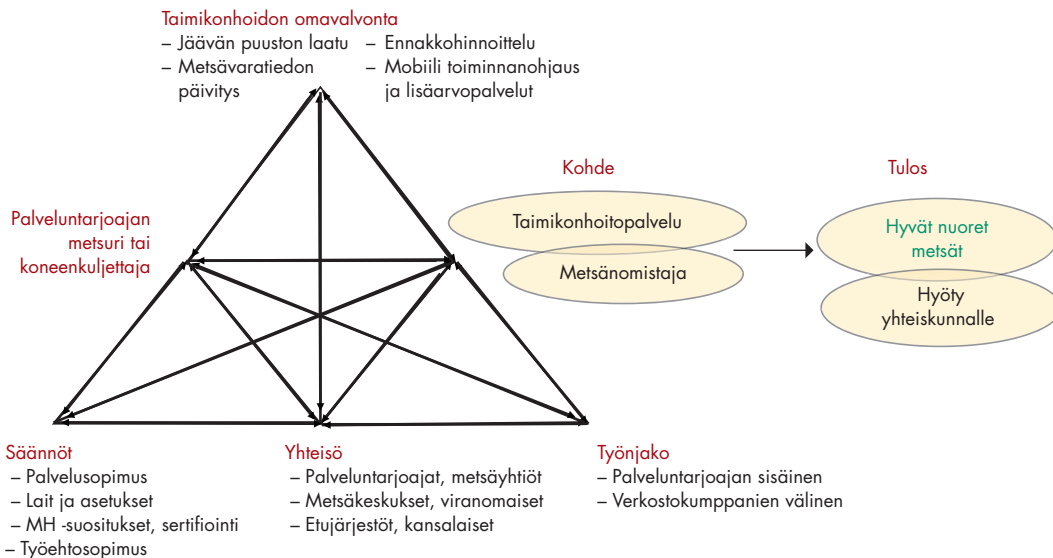 Taimikonhoidon omavalvonta
– Jäävän puuston laatu
– Metsävaratiedon
päivitys
– Ennakkohinnoittelu
– Mobiili toiminnanohjaus
ja lisäarvopalvelut
Palveluntarjoajan
metsuri tai
koneenkuljettaja
Kohde
Taimikonhoitopalvelu
Metsänomistaja
Tulos
Hyvät nuoret
metsät
Hyöty
yhteiskunnalle
Säännöt
– Palvelusopimus
– Lait ja asetukset
– MH -suositukset, sertifiointi
– Työehtosopimus
Yhteisö
– Palveluntarjoajat, metsäyhtiöt
– Metsäkeskukset, viranomaiset
– Etujärjestöt, kansalaiset
Työnjako
– Palveluntarjoajan sisäinen
– Verkostokumppanien välinen